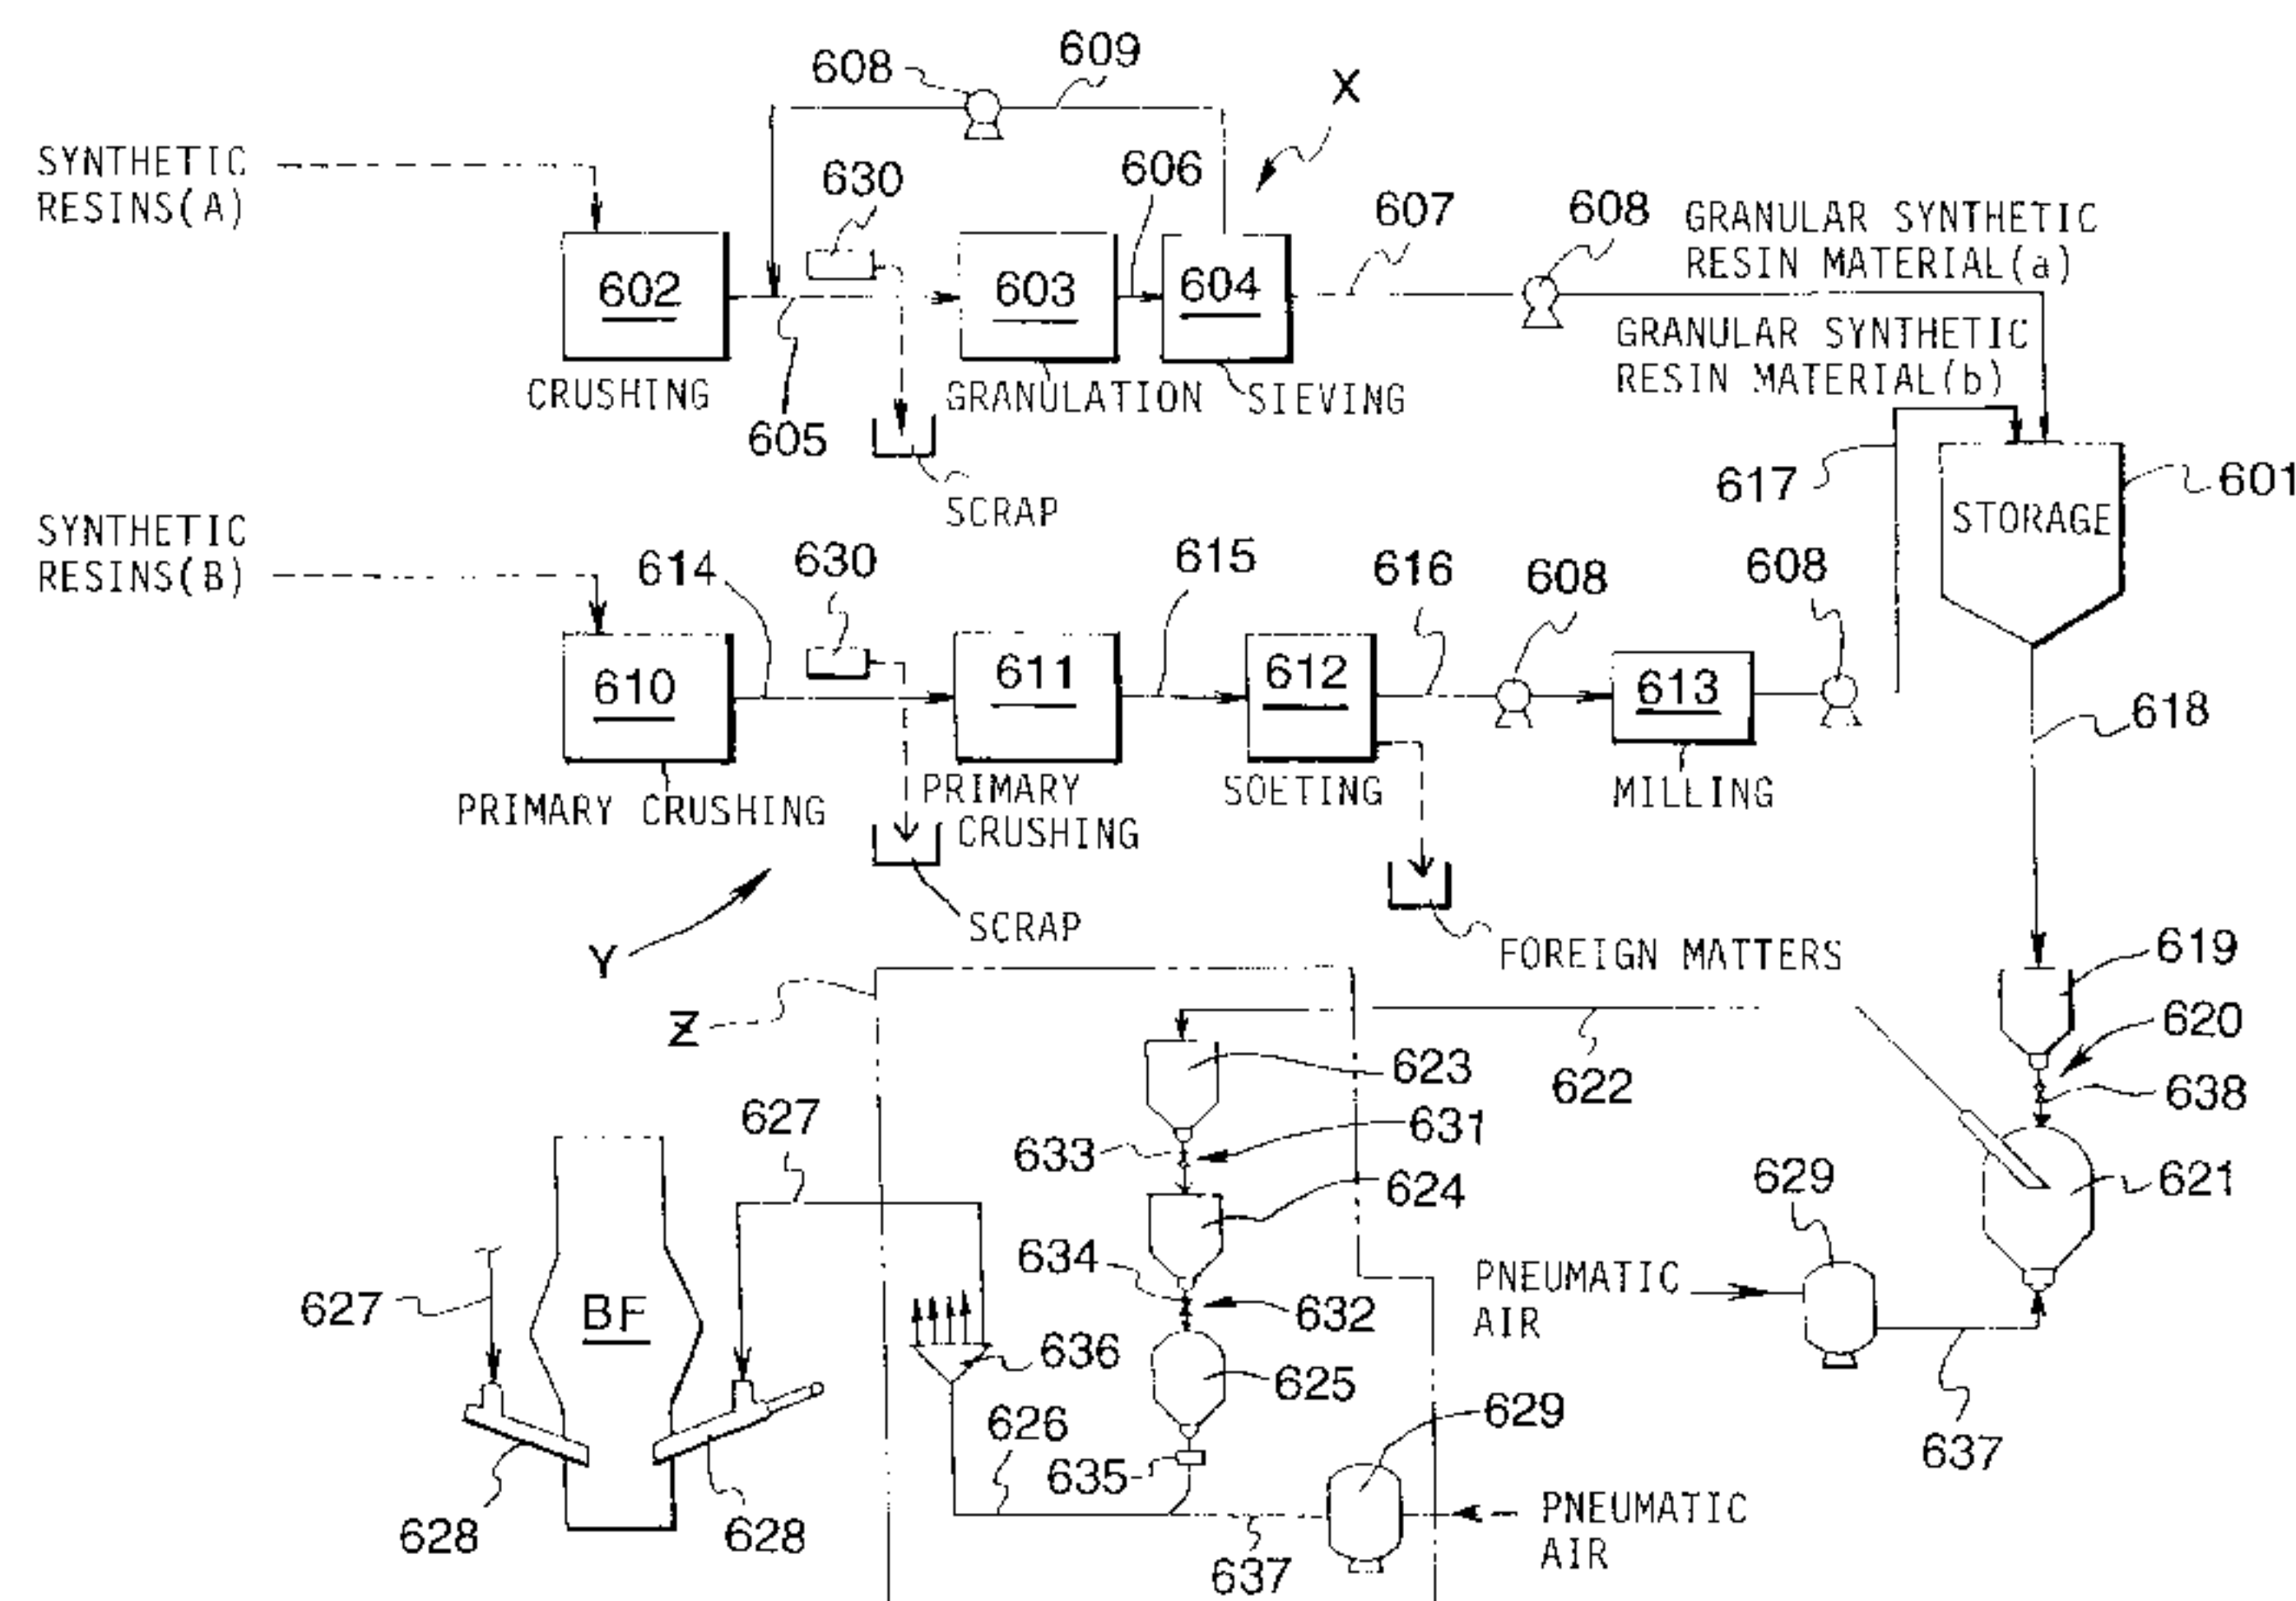 608
609
X
SYNTHETIC
RESINS(A)
630
606
607
608
GRANULAR SYNTHETIC
RESIN MATERIAL(a)
602
603
604
GRANULAR SYNTHETIC
RESIN MATERIAL(b)
CRUSHING
GRANULATION
SIEVING
605
617
601
STORAGE
SCRAP
SYNTHETIC
RESINS(B)
614
630
615
616
608
608
610
611
612
613
618
PRIMARY CRUSHING
PRIMARY
CRUSHING
SOETING
MILLING
Y
SCRAP
FOREIGN MATTERS
619
Z
620
623
622
638
627
631
633
621
624
629
634
632
PNEUMATIC
AIR
627
BF
636
625
629
626
635
637
628
628
637
PNEUMATIC
AIR